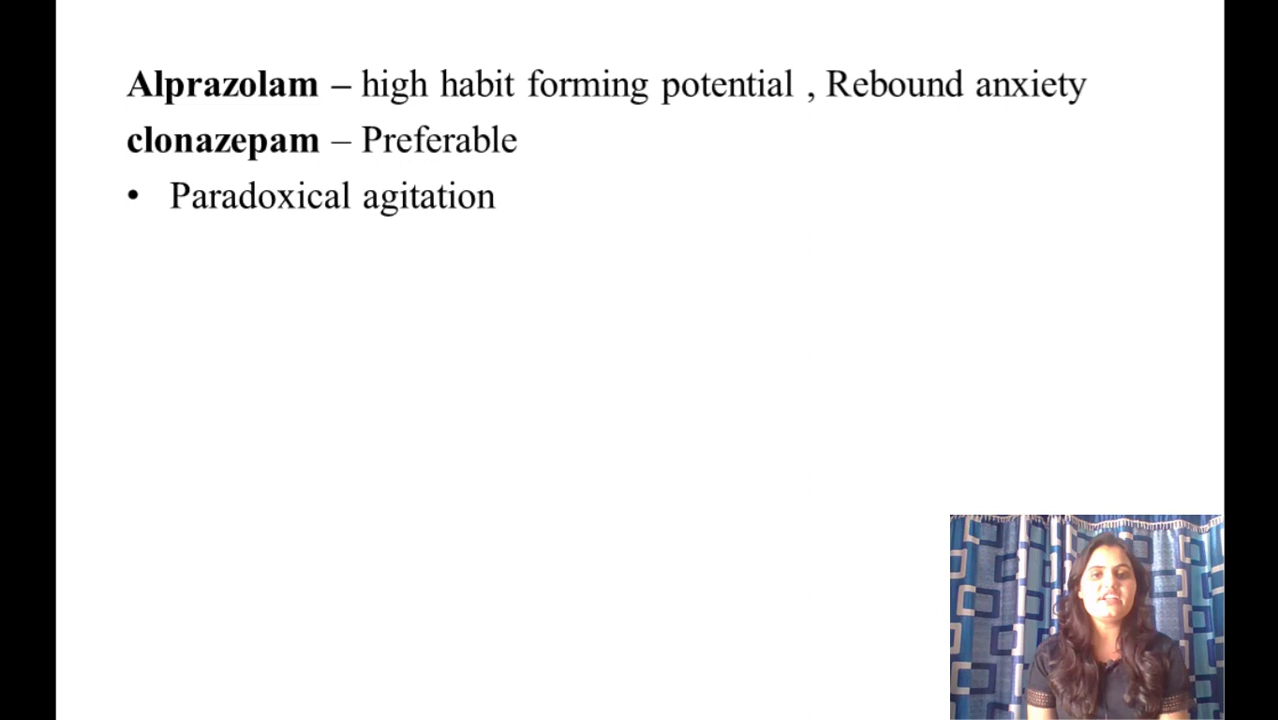 Alprazolam – high habit forming potential , Rebound anxiety
clonazepam – Preferable
• Paradoxical agitation